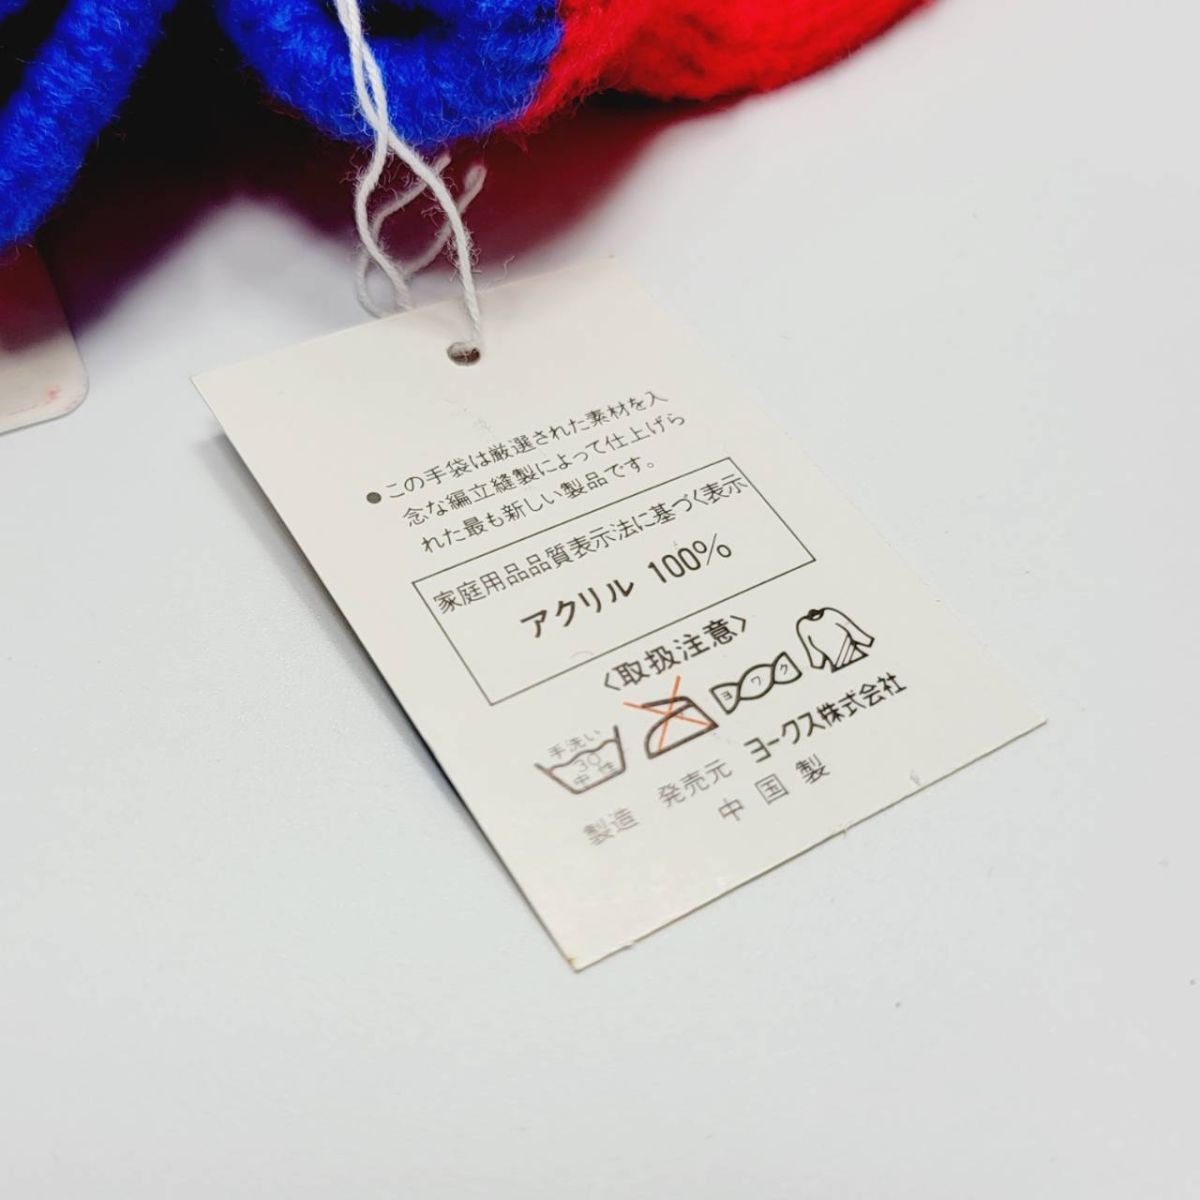 ●この手袋は厳選された素材を入
念な編立縫製によって仕上げら
れた最も新しい製品です。
家庭用品品質表示法に基づく表示
アクリル 100%
〈取扱注意〉
手洗い
30
中性
ヨワク
製造 発売元 ヨークス株式会社
中国製